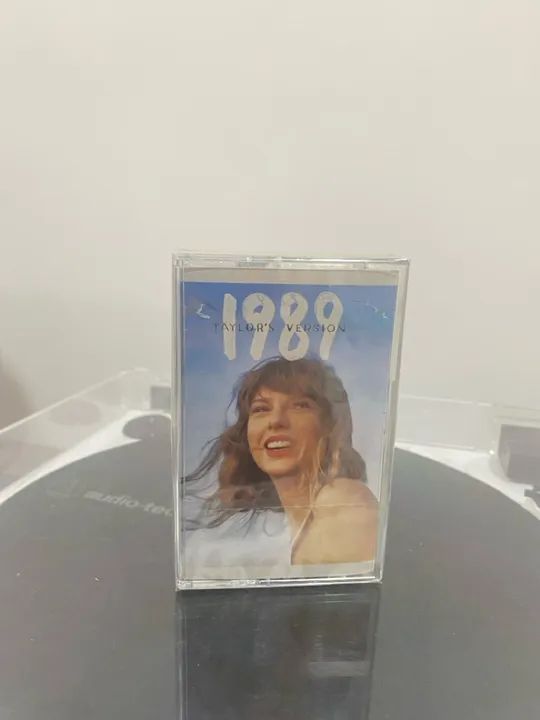 1989
TAYLOR'S VERSION
audio-tec